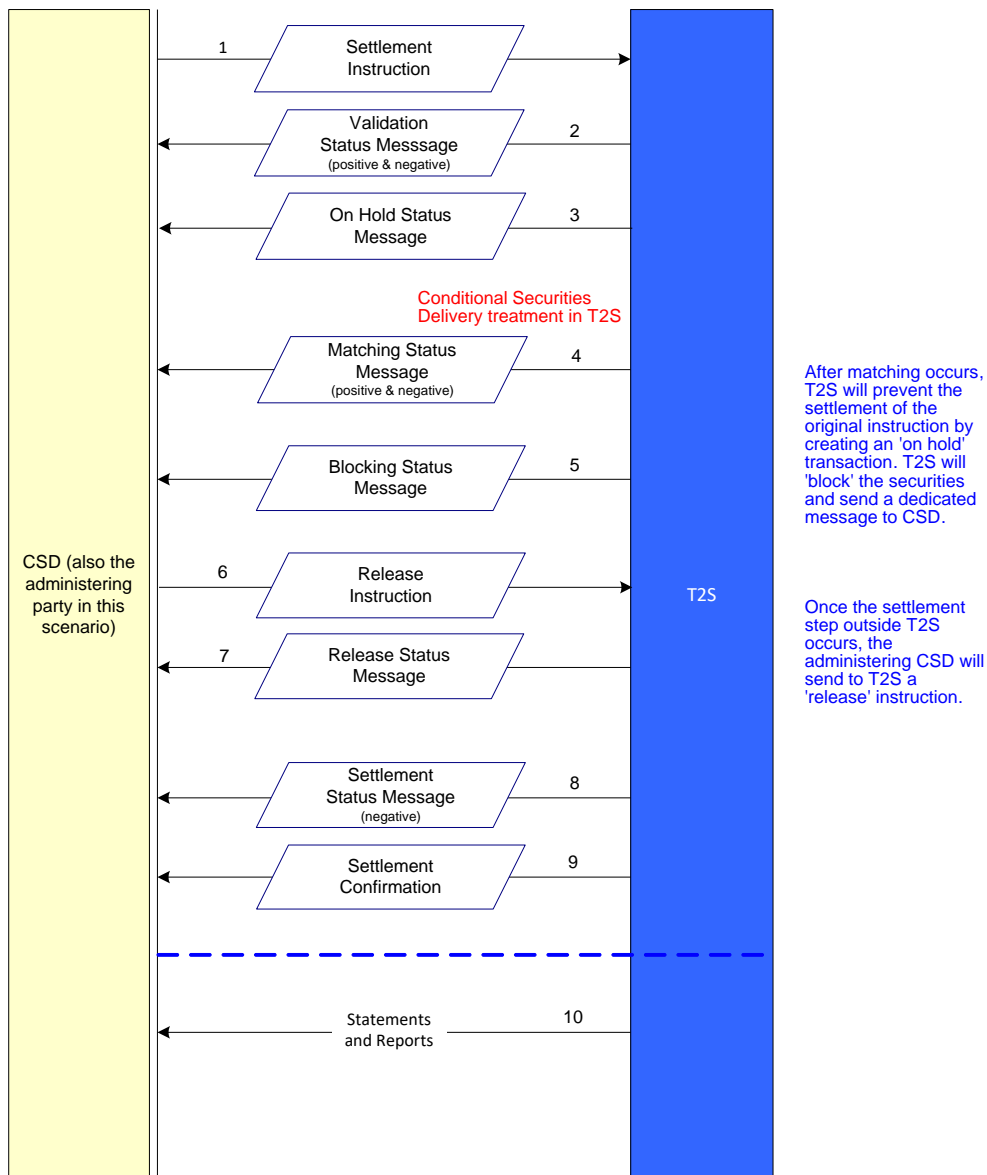 1
Settlement
Instruction
Validation
Status Messsage
(positive & negative)
2
On Hold Status
Message
3
Conditional Securities
Delivery treatment in T2S
Matching Status
Message
(positive & negative)
4
After matching occurs,
T2S will prevent the
settlement of the
original instruction by
creating an 'on hold'
transaction. T2S will
'block' the securities
and send a dedicated
message to CSD.
Blocking Status
Message
5
CSD (also the
administering
party in this
scenario)
6
Release
Instruction
T2S
Once the settlement
step outside T2S
occurs, the
administering CSD will
send to T2S a
'release' instruction.
7
Release Status
Message
Settlement
Status Message
(negative)
8
Settlement
Confirmation
9
Statements
and Reports
10